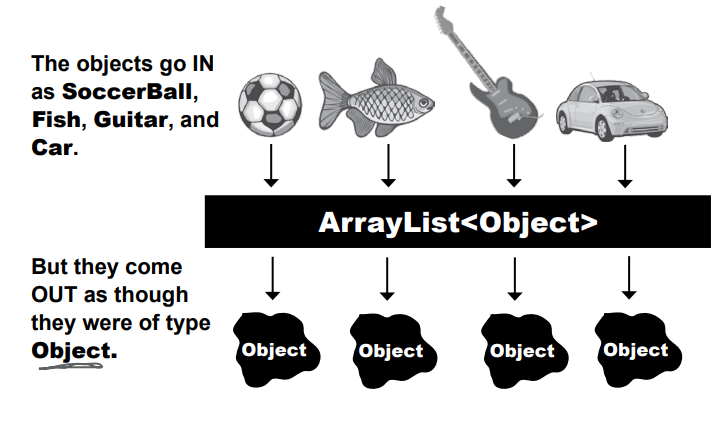 The objects go IN
as SoccerBall,
Fish, Guitar, and
Car.
ArrayList<Object>
But they come
OUT as though
they were of type
Object.
Object
Object
Object
Object